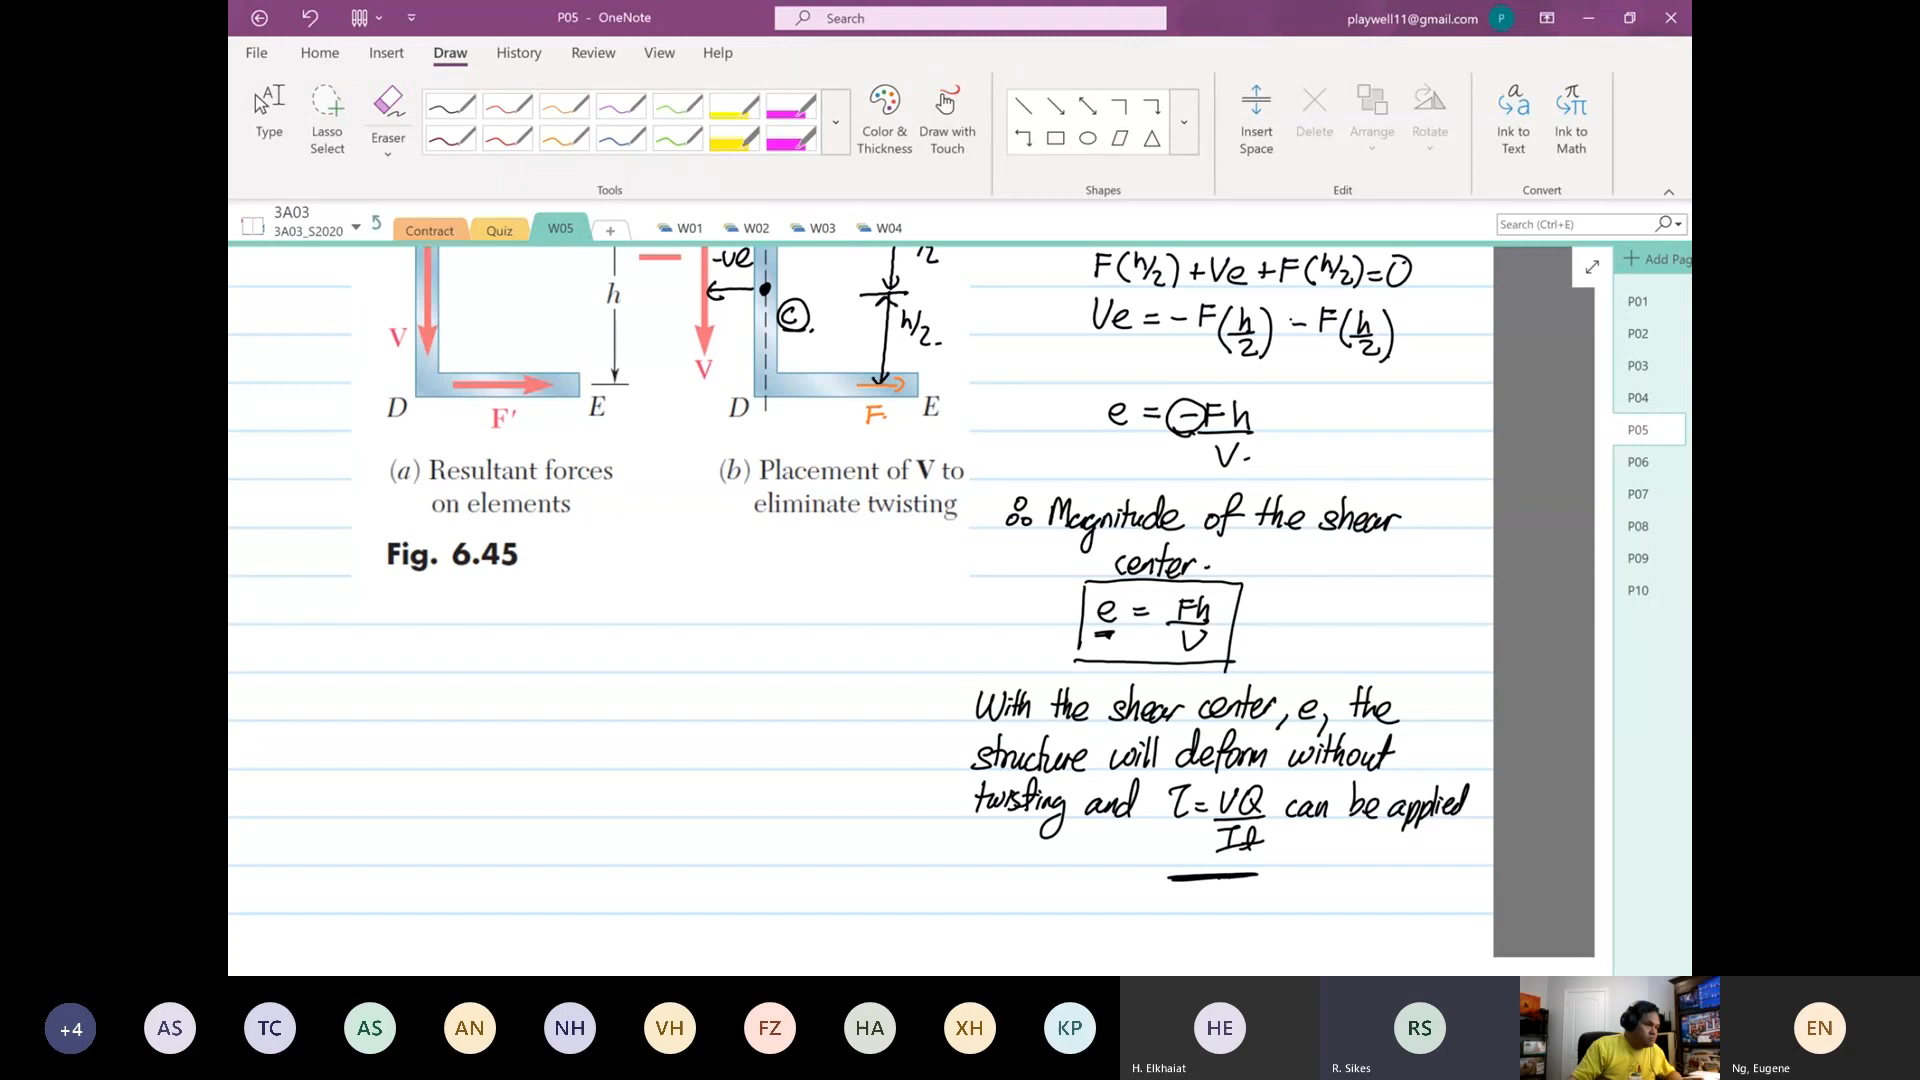 P05 - OneNote
Search
playwell11@gmail.com
P
File Home Insert Draw History Review View Help
Type
Lasso Select
Eraser
Color & Thickness
Draw with Touch
Insert Space
Delete
Arrange
Rotate
Ink to Text
Ink to Math
Tools
Shapes
Edit
Convert
3A03
3A03_S2020
Contract
Quiz
W05
W01
W02
W03
W04
Search (Ctrl+E)
Add Pag
P01
P02
P03
P04
P05
P06
P07
P08
P09
P10
h
V
D
F'
E
-ve
C
h/2
V
D
F
E
(a) Resultant forces
on elements
(b) Placement of V to
eliminate twisting
Fig. 6.45
F(h/2) + Ve + F(h/2) = 0
Ve = - F(h/2) - F(h/2)
e = - Fh/V
∴ Magnitude of the shear
center.
e = Fh/V
With the shear center, e, the
structure will deform without
twisting and τ = VQ/It can be applied
+4 AS TC AS AN NH VH FZ HA XH KP HE RS EN
H. Elkhaiat
R. Sikes
Ng, Eugene